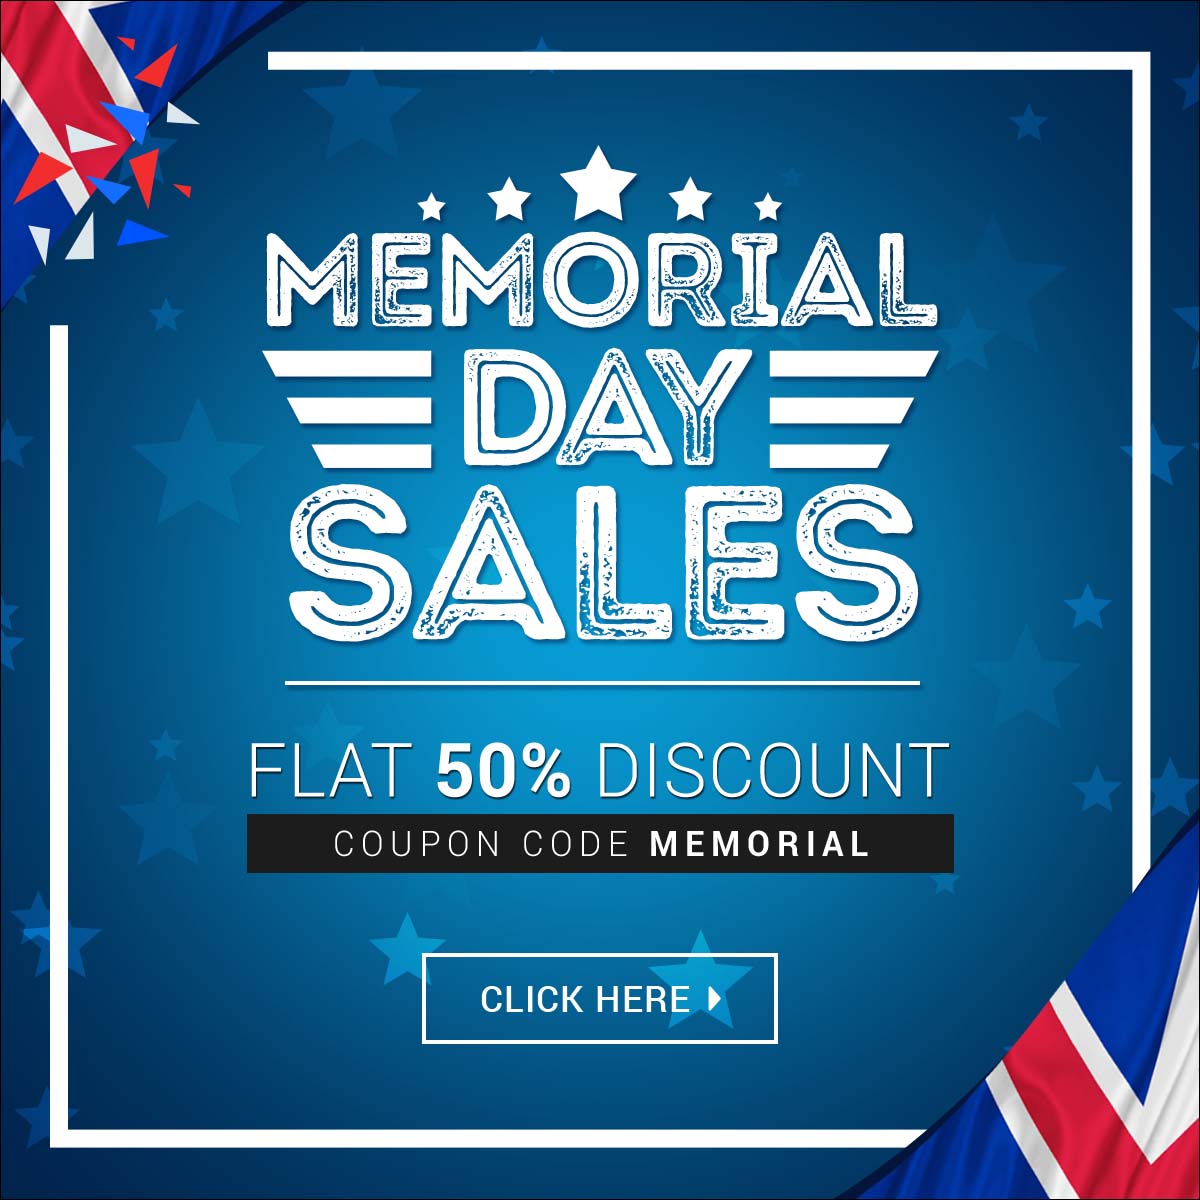 MEMORIAL
DAY
SALES
FLAT 50% DISCOUNT
COUPON CODE MEMORIAL
CLICK HERE